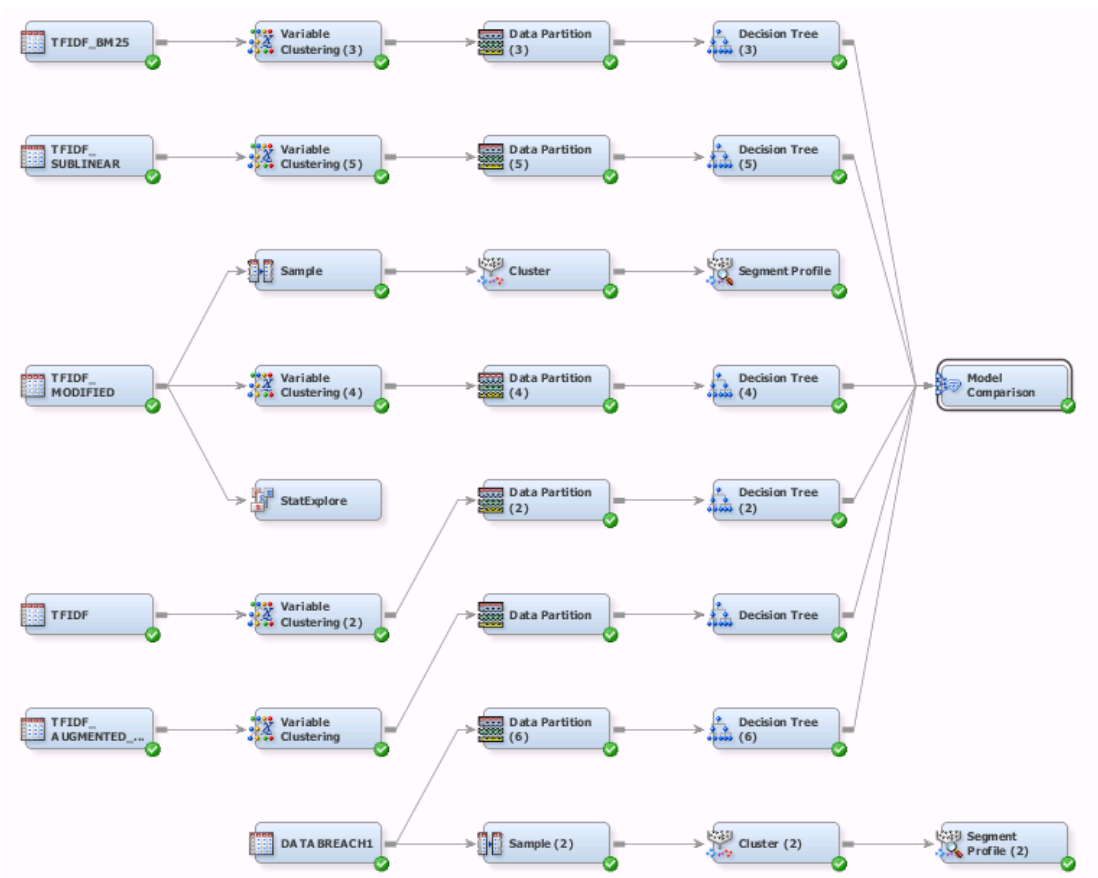 TFIDF_BM25
Variable
Clustering (3)
Data Partition
(3)
Decision Tree
(3)
TFIDF_
SUBLINEAR
Variable
Clustering (5)
Data Partition
(5)
Decision Tree
(5)
Sample
Cluster
Segment Profile
TFIDF_
MODIFIED
Variable
Clustering (4)
Data Partition
(4)
Decision Tree
(4)
Model
Comparison
StatExplore
Data Partition
(2)
Decision Tree
(2)
TFIDF
Variable
Clustering (2)
Data Partition
Decision Tree
TFIDF_
AUGMENTED_...
Variable
Clustering
Data Partition
(6)
Decision Tree
(6)
DATABREACH1
Sample (2)
Cluster (2)
Segment
Profile (2)